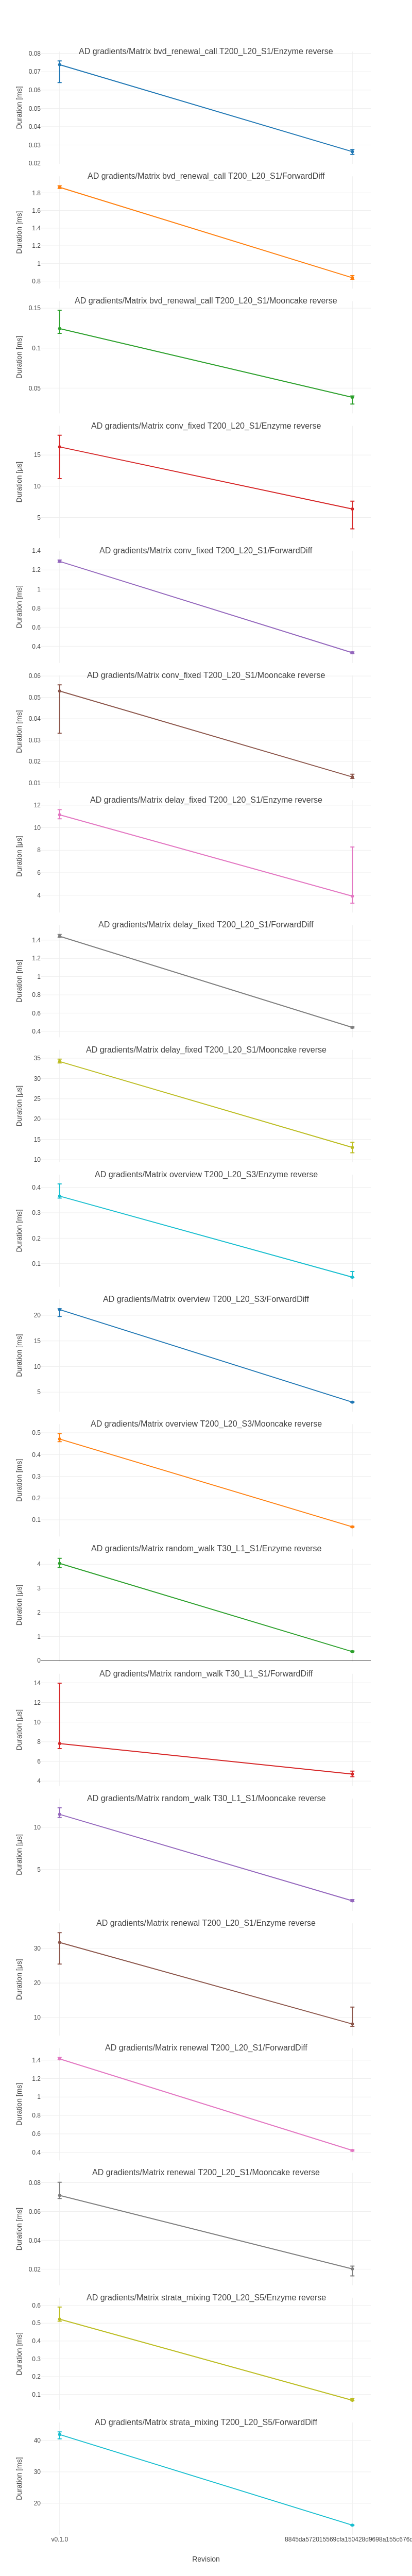 AD gradients/Matrix bvd_renewal_call T200_L20_S1/Enzyme reverse
0.08
0.07
0.06
0.05
0.04
0.03
0.02
Duration [ms]
AD gradients/Matrix bvd_renewal_call T200_L20_S1/ForwardDiff
1.8
1.6
1.4
1.2
1
0.8
Duration [ms]
AD gradients/Matrix bvd_renewal_call T200_L20_S1/Mooncake reverse
0.15
0.1
0.05
Duration [ms]
AD gradients/Matrix conv_fixed T200_L20_S1/Enzyme reverse
15
10
5
Duration [μs]
AD gradients/Matrix conv_fixed T200_L20_S1/ForwardDiff
1.4
1.2
1
0.8
0.6
0.4
Duration [ms]
AD gradients/Matrix conv_fixed T200_L20_S1/Mooncake reverse
0.06
0.05
0.04
0.03
0.02
0.01
Duration [ms]
AD gradients/Matrix delay_fixed T200_L20_S1/Enzyme reverse
12
10
8
6
4
Duration [μs]
AD gradients/Matrix delay_fixed T200_L20_S1/ForwardDiff
1.4
1.2
1
0.8
0.6
0.4
Duration [ms]
AD gradients/Matrix delay_fixed T200_L20_S1/Mooncake reverse
35
30
25
20
15
10
Duration [μs]
AD gradients/Matrix overview T200_L20_S3/Enzyme reverse
0.4
0.3
0.2
0.1
Duration [ms]
AD gradients/Matrix overview T200_L20_S3/ForwardDiff
20
15
10
5
Duration [ms]
AD gradients/Matrix overview T200_L20_S3/Mooncake reverse
0.5
0.4
0.3
0.2
0.1
Duration [ms]
AD gradients/Matrix random_walk T30_L1_S1/Enzyme reverse
4
3
2
1
0
Duration [μs]
AD gradients/Matrix random_walk T30_L1_S1/ForwardDiff
14
12
10
8
6
4
Duration [μs]
AD gradients/Matrix random_walk T30_L1_S1/Mooncake reverse
10
5
Duration [μs]
AD gradients/Matrix renewal T200_L20_S1/Enzyme reverse
30
20
10
Duration [μs]
AD gradients/Matrix renewal T200_L20_S1/ForwardDiff
1.4
1.2
1
0.8
0.6
0.4
Duration [ms]
AD gradients/Matrix renewal T200_L20_S1/Mooncake reverse
0.08
0.06
0.04
0.02
Duration [ms]
AD gradients/Matrix strata_mixing T200_L20_S5/Enzyme reverse
0.6
0.5
0.4
0.3
0.2
0.1
Duration [ms]
AD gradients/Matrix strata_mixing T200_L20_S5/ForwardDiff
40
30
20
Duration [ms]
v0.1.0
8845da572015569cfa150428d9698a155c676c
Revision